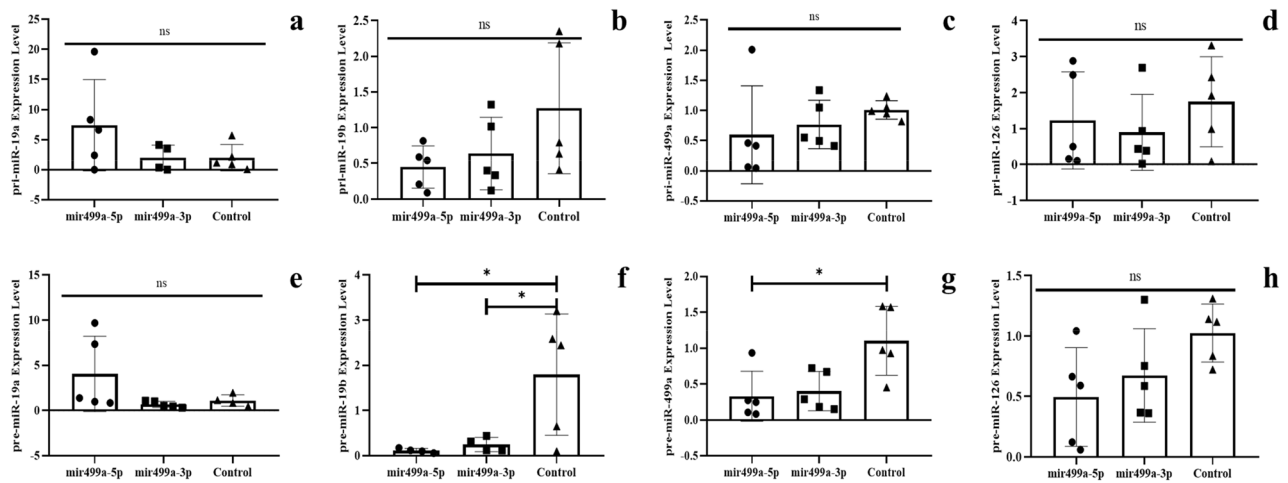 a
ns
pri-miR-19a Expression Level
25
20
15
10
5
0
-5
mir499a-5p mir499a-3p Control
b
ns
pri-miR-19b Expression Level
2.5
2.0
1.5
1.0
0.5
0.0
mir499a-5p mir499a-3p Control
c
ns
pri-miR-499a Expression Level
2.5
2.0
1.5
1.0
0.5
0.0
-0.5
mir499a-5p mir499a-3p Control
d
ns
pri-miR-126 Expression Level
4
3
2
1
0
-1
mir499a-5p mir499a-3p Control
e
ns
pre-miR-19a Expression Level
15
10
5
0
-5
mir499a-5p mir499a-3p Control
f
*
*
pre-miR-19b Expression Level
4
3
2
1
0
mir499a-5p mir499a-3p Control
g
*
pre-miR-499a Expression Level
2.0
1.5
1.0
0.5
0.0
-0.5
mir499a-5p mir499a-3p Control
h
ns
pre-miR-126 Expression Level
1.5
1.0
0.5
0.0
mir499a-5p mir499a-3p Control